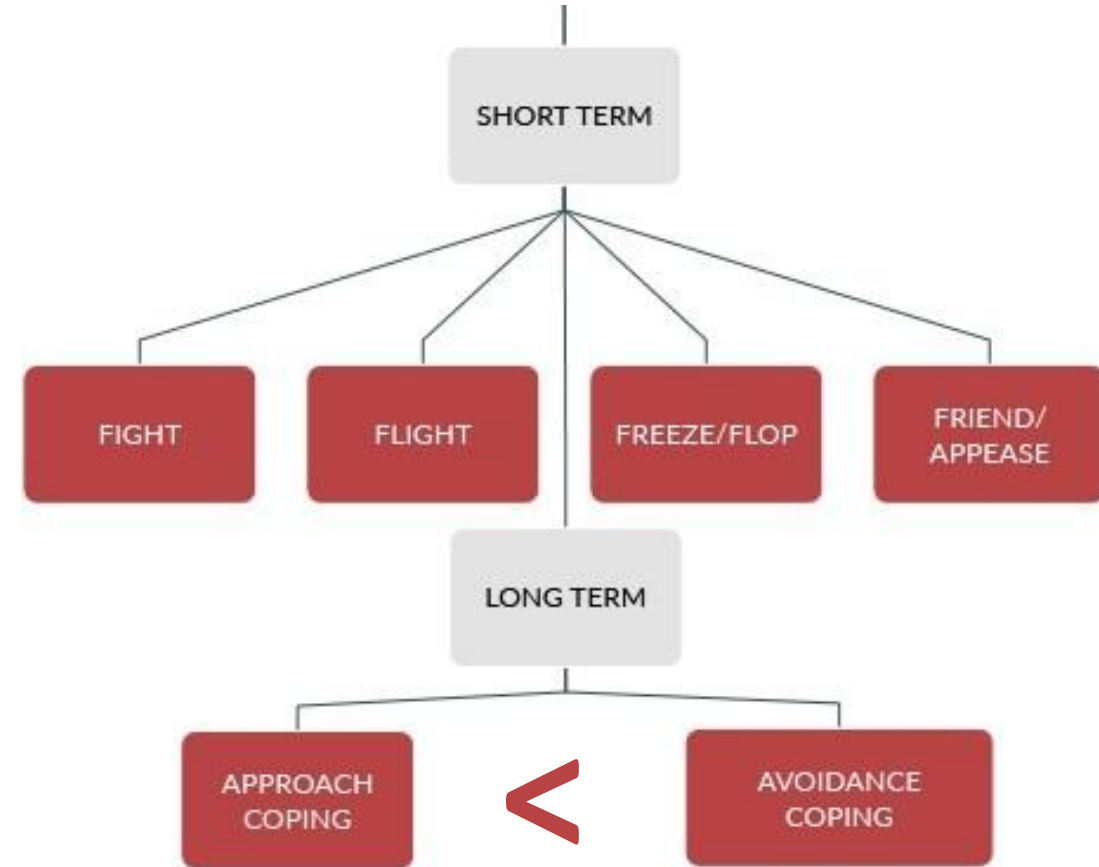 SHORT TERM
FIGHT
FLIGHT
FREEZE/FLOP
FRIEND/
APPEASE
LONG TERM
APPROACH
COPING
<
AVOIDANCE
COPING